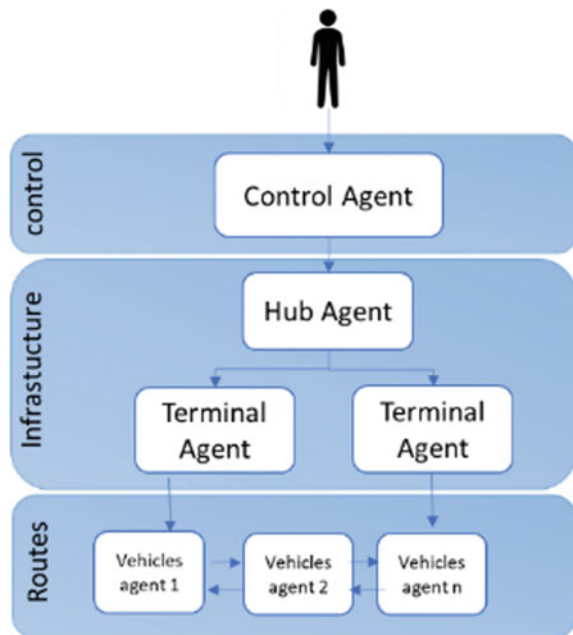 control
Control Agent
Infrastucture
Hub Agent
Terminal
Agent
Terminal
Agent
Routes
Vehicles
agent 1
Vehicles
agent 2
Vehicles
agent n